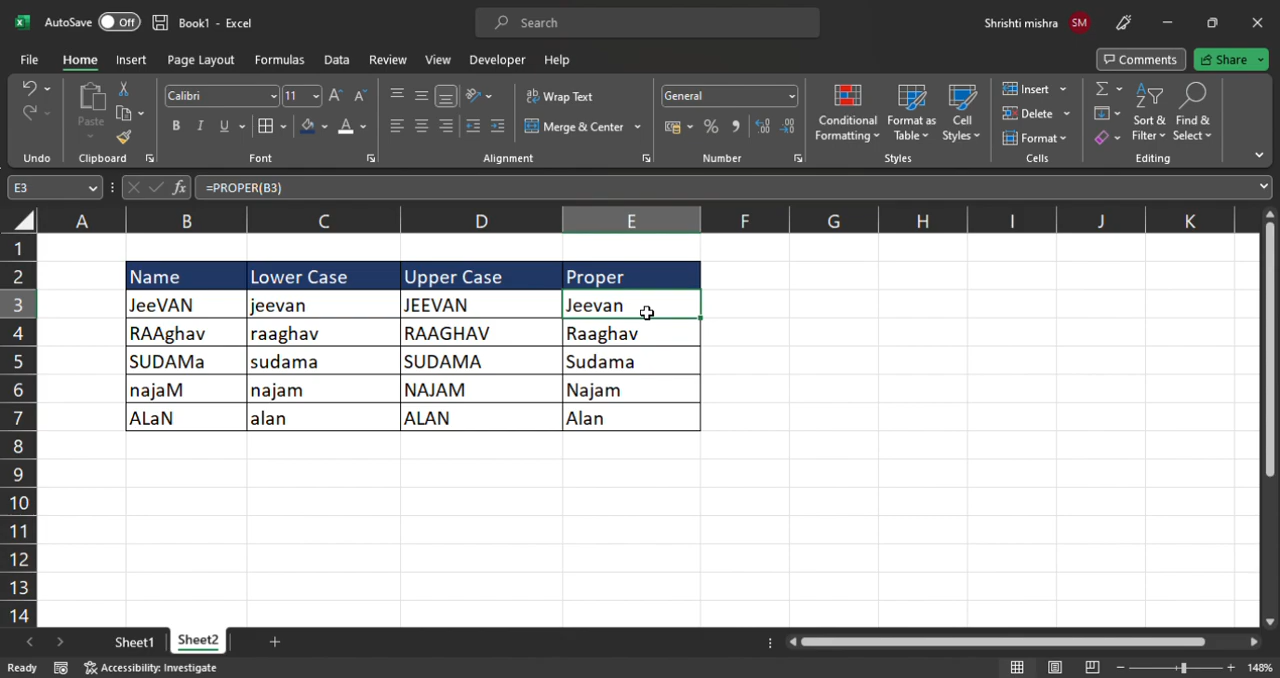 AutoSave Off Book1 - Excel Search Shrishti mishra SM
File Home Insert Page Layout Formulas Data Review View Developer Help Comments Share
Paste Calibri 11 Wrap Text Merge & Center General Conditional Formatting Format as Table Cell Styles Insert Delete Format Sort & Filter Find & Select
Undo Clipboard Font Alignment Number Styles Cells Editing
E3 fx =PROPER(B3)
A B C D E F G H I J K
1
2 Name Lower Case Upper Case Proper
3 JeeVAN jeevan JEEVAN Jeevan
4 RAAghav raaghav RAAGHAV Raaghav
5 SUDAMa sudama SUDAMA Sudama
6 najaM najam NAJAM Najam
7 ALaN alan ALAN Alan
8
9
10
11
12
13
14
Sheet1 Sheet2
Ready Accessibility: Investigate 148%